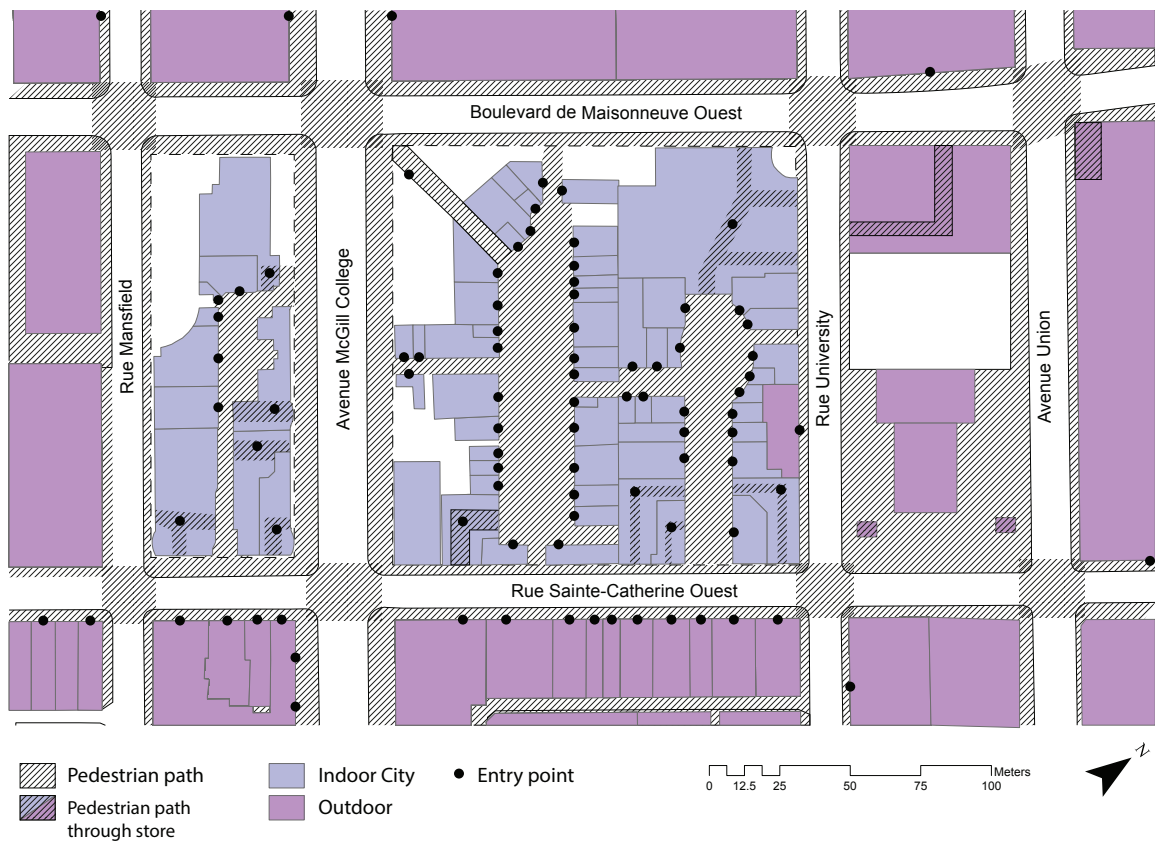 Boulevard de Maisonneuve Ouest
Rue Mansfield
Avenue McGill College
Rue University
Avenue Union
Rue Sainte-Catherine Ouest
Pedestrian path
Indoor City
Entry point
Pedestrian path
through store
Outdoor
Meters
0 12.5 25 50 75 100
N